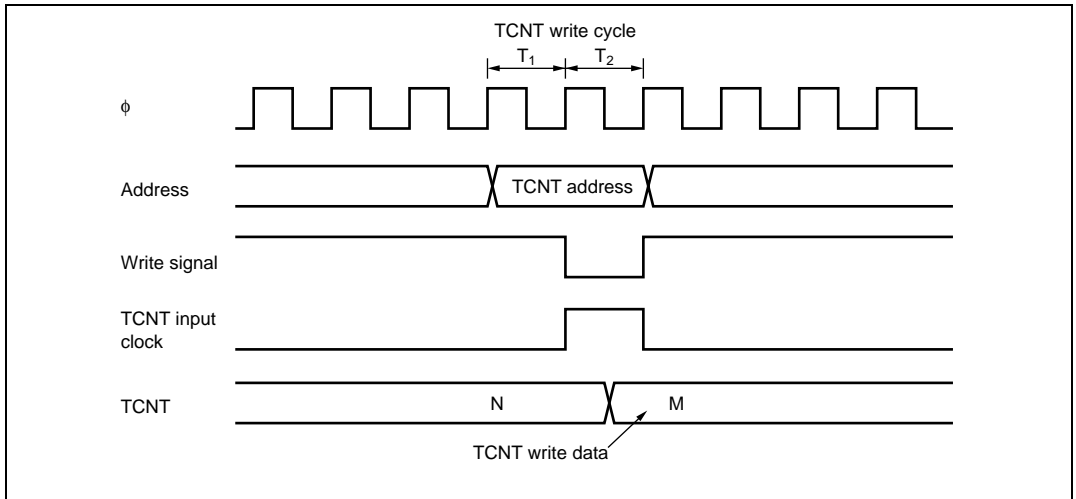 TCNT write cycle
T₁ T₂
ϕ
Address
TCNT address
Write signal
TCNT input
clock
TCNT
N
M
TCNT write data